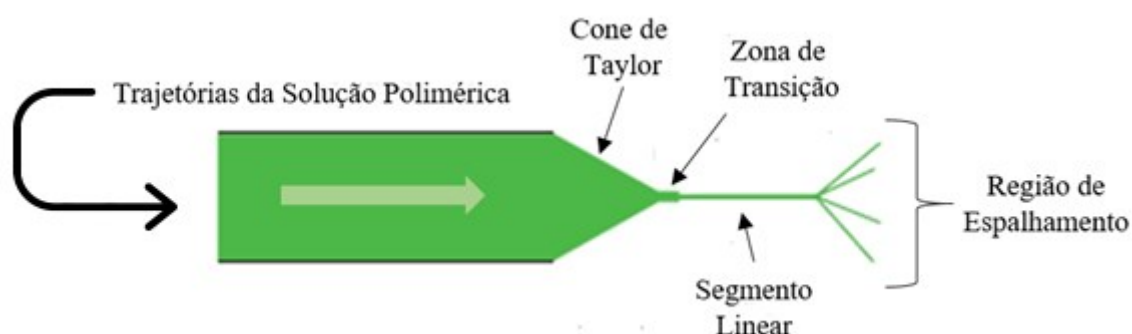 Cone de
Taylor
Zona de
Transição
Trajetórias da Solução Polimérica
Região de
Espalhamento
Segmento
Linear